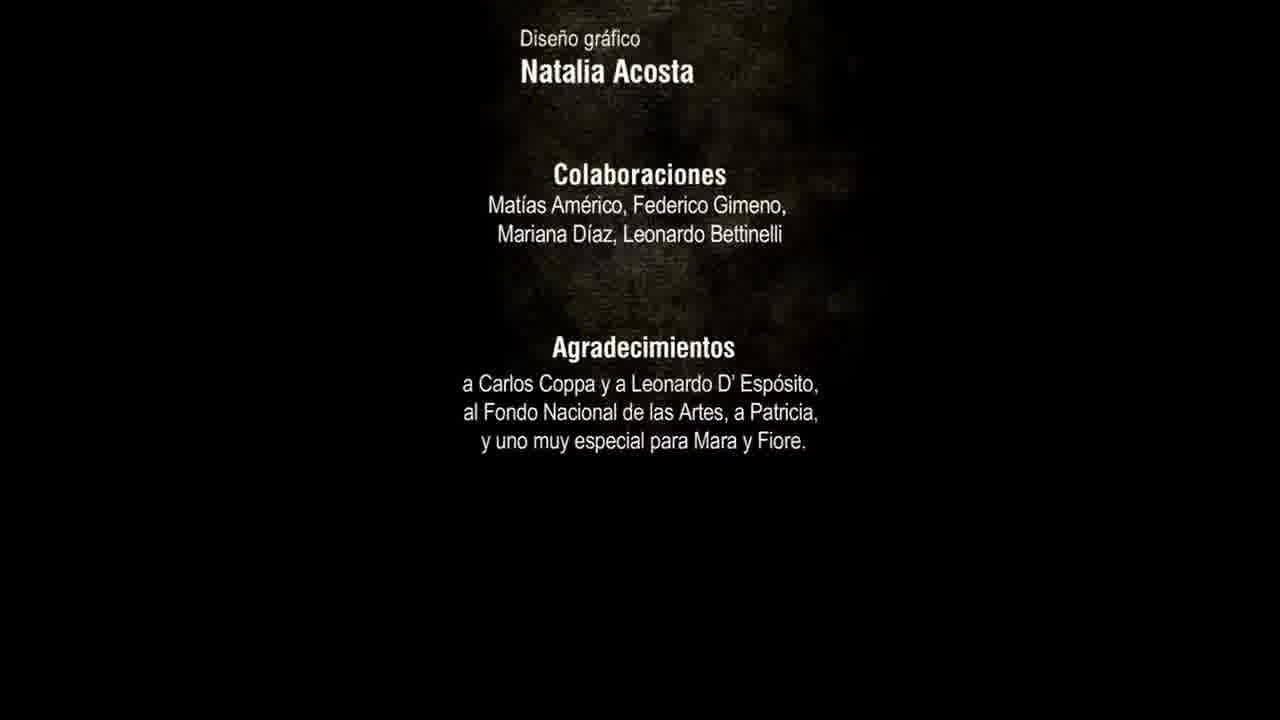 Diseño gráfico
Natalia Acosta
Colaboraciones
Matías Américo, Federico Gimeno,
Mariana Díaz, Leonardo Bettinelli
Agradecimientos
a Carlos Coppa y a Leonardo D' Espósito,
al Fondo Nacional de las Artes, a Patricia,
y uno muy especial para Mara y Fiore.